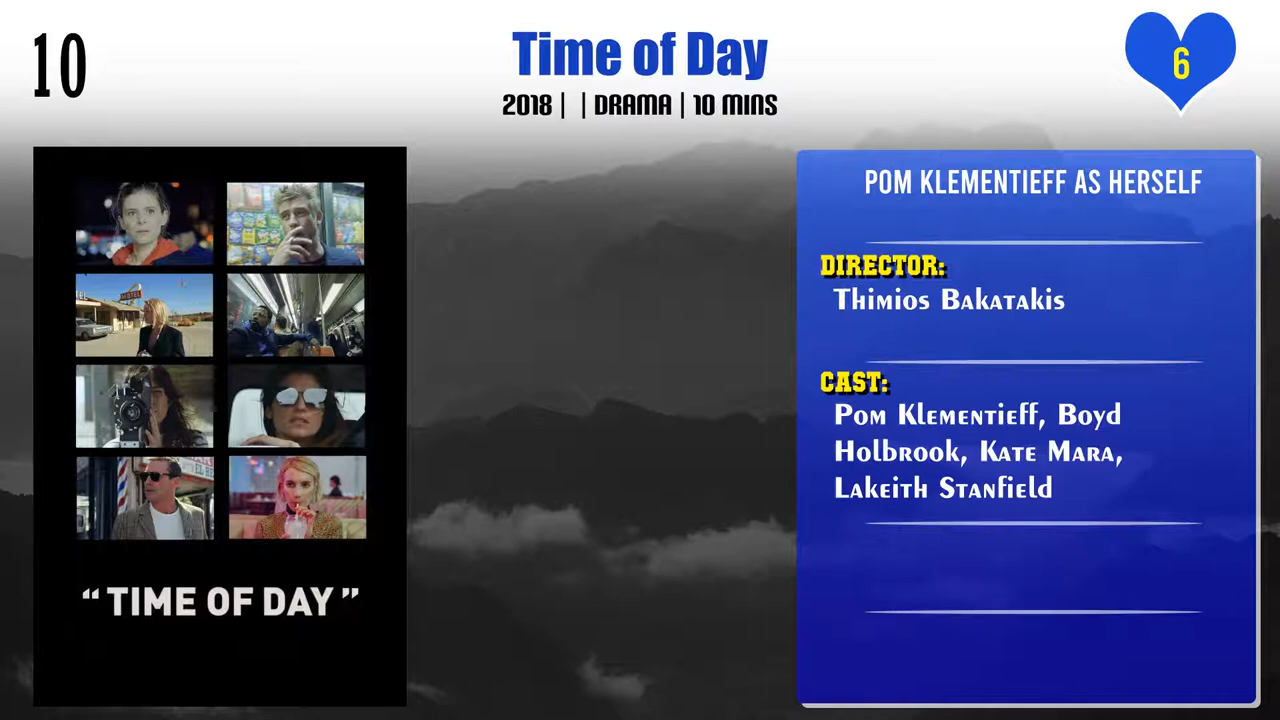 10
Time of Day
6
2018 | | DRAMA | 10 MINS
POM KLEMENTIEFF AS HERSELF
DIRECTOR:
Thimios Bakatakis
CAST:
Pom Klementieff, Boyd
Holbrook, Kate Mara,
Lakeith Stanfield
MOTEL
“TIME OF DAY”